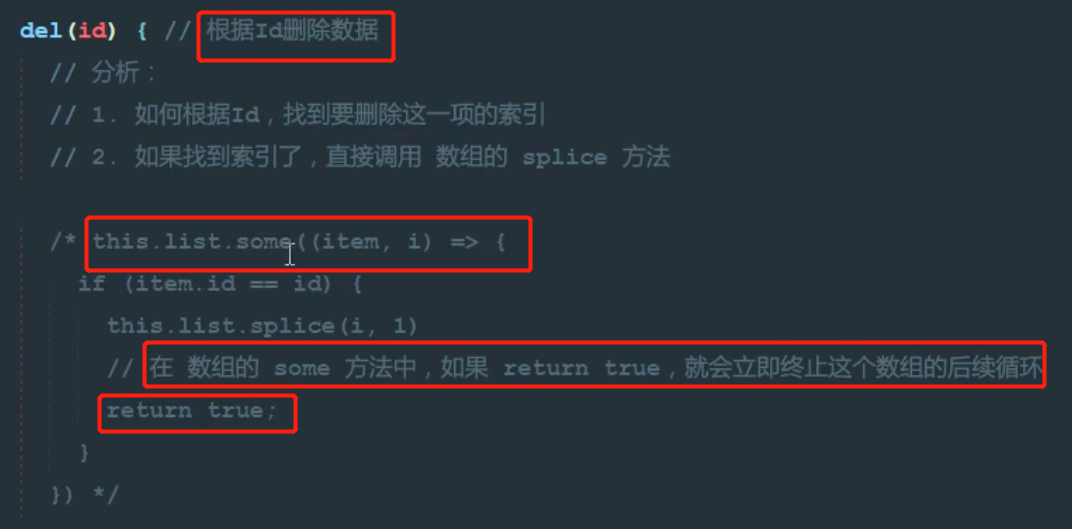 del(id) { // 根据Id删除数据
// 分析：
// 1. 如何根据Id，找到要删除这一项的索引
// 2. 如果找到索引了，直接调用 数组的 splice 方法
/* this.list.some((item, i) => {
if (item.id == id) {
this.list.splice(i, 1)
// 在 数组的 some 方法中，如果 return true，就会立即终止这个数组的后续循环
return true;
}
}) */